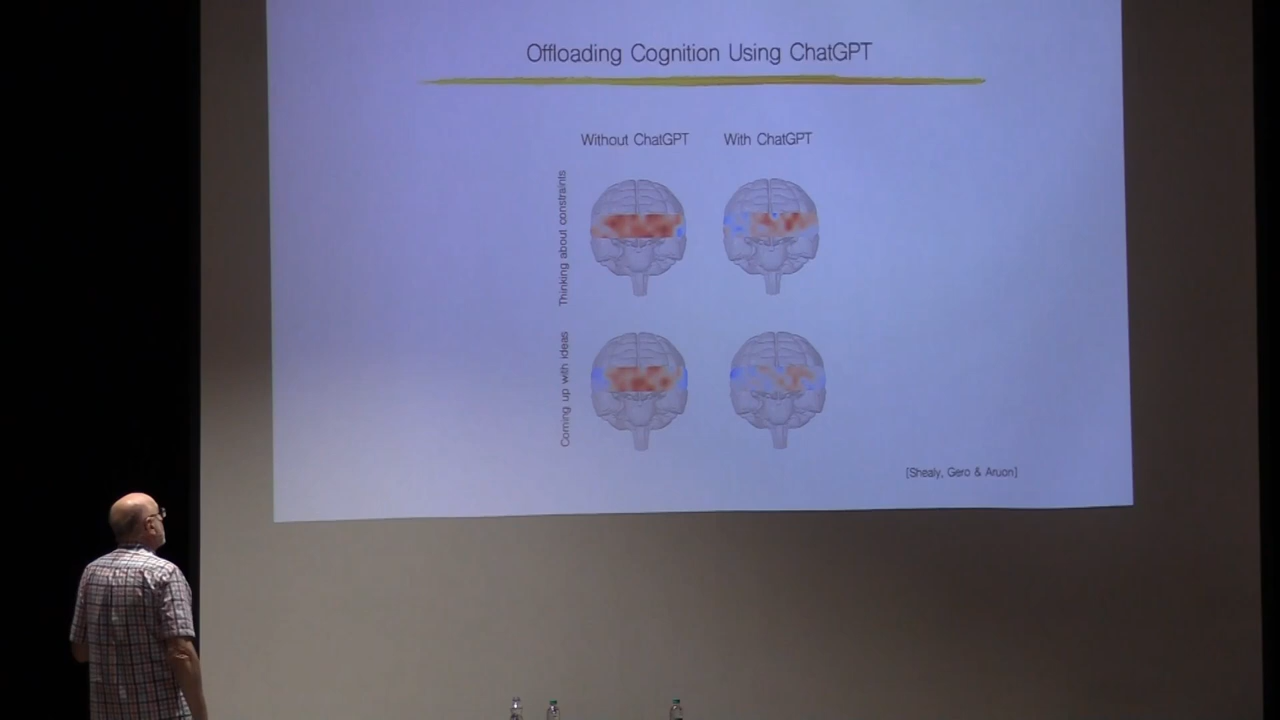 Offloading Cognition Using ChatGPT
Without ChatGPT
With ChatGPT
Thinking about constraints
Coming up with ideas
[Shealy, Gero & Aruon]